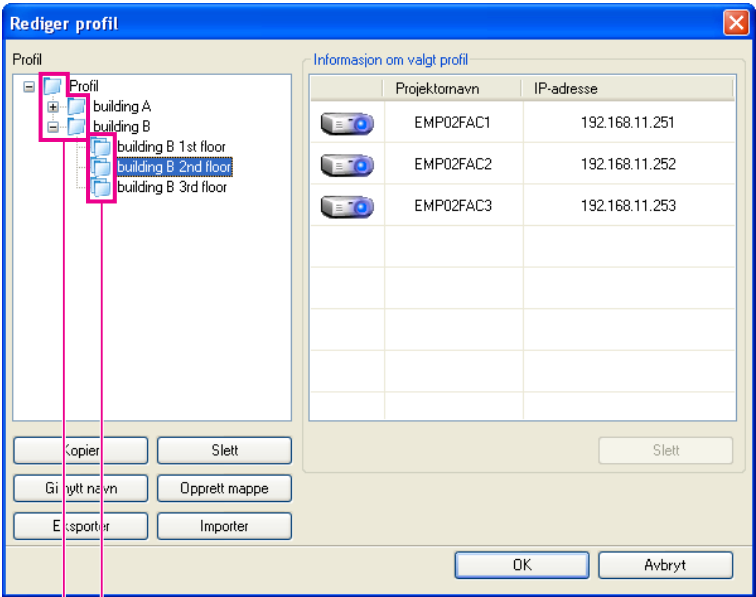 Rediger profil
Profil
Profil
building A
building B
building B 1st floor
building B 2nd floor
building B 3rd floor
Kopier
Slett
Gi nytt navn
Opprett mappe
Eksporter
Importer
Informasjon om valgt profil
Projektornavn IP-adresse
EMP02FAC1 192.168.11.251
EMP02FAC2 192.168.11.252
EMP02FAC3 192.168.11.253
Slett
OK
Avbryt